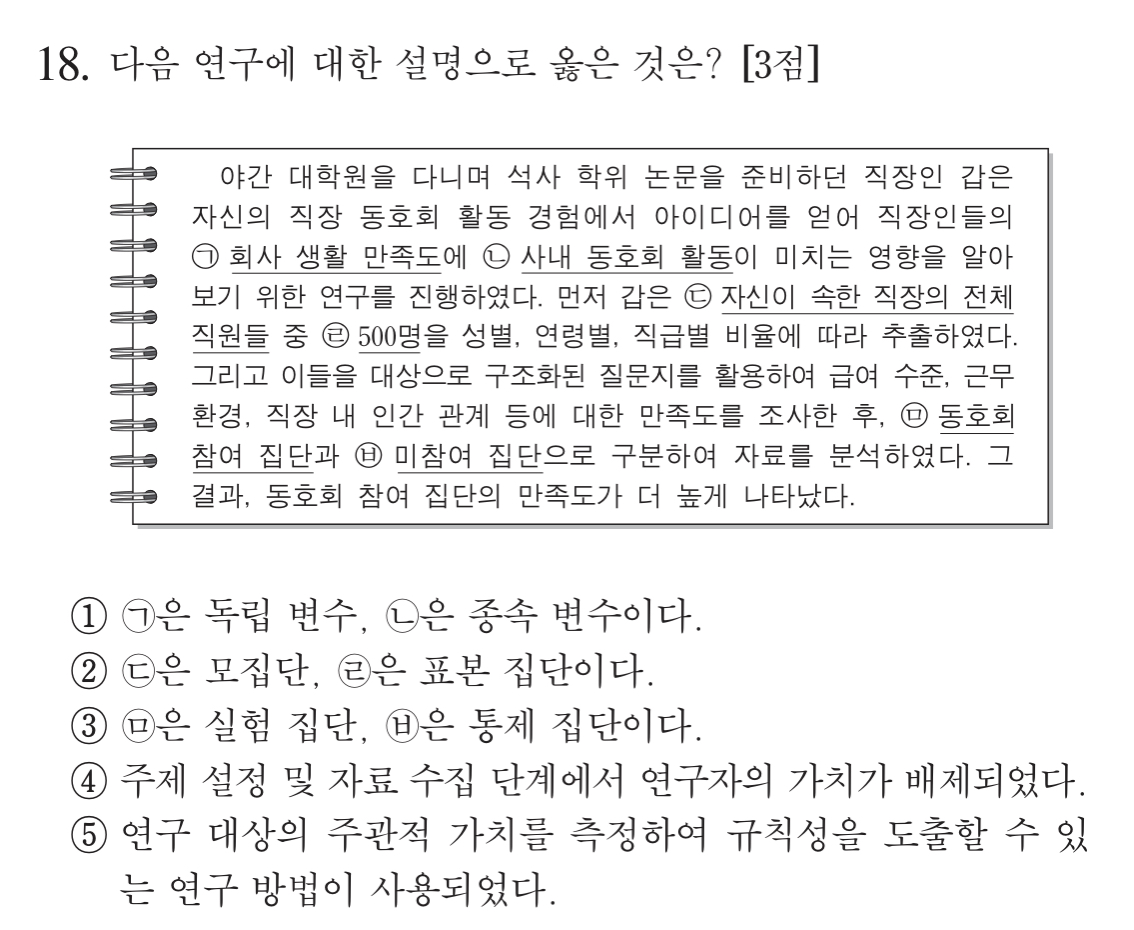 18. 다음 연구에 대한 설명으로 옳은 것은? [3점]
야간 대학원을 다니며 석사 학위 논문을 준비하던 직장인 갑은
자신의 직장 동호회 활동 경험에서 아이디어를 얻어 직장인들의
㉠ 회사 생활 만족도에 ㉡ 사내 동호회 활동이 미치는 영향을 알아
보기 위한 연구를 진행하였다. 먼저 갑은 ㉢ 자신이 속한 직장의 전체
직원들 중 ㉣ 500명을 성별, 연령별, 직급별 비율에 따라 추출하였다.
그리고 이들을 대상으로 구조화된 질문지를 활용하여 급여 수준, 근무
환경, 직장 내 인간 관계 등에 대한 만족도를 조사한 후, ㉤ 동호회
참여 집단과 ㉥ 미참여 집단으로 구분하여 자료를 분석하였다. 그
결과, 동호회 참여 집단의 만족도가 더 높게 나타났다.
① ㉠은 독립 변수, ㉡은 종속 변수이다.
② ㉢은 모집단, ㉣은 표본 집단이다.
③ ㉤은 실험 집단, ㉥은 통제 집단이다.
④ 주제 설정 및 자료 수집 단계에서 연구자의 가치가 배제되었다.
⑤ 연구 대상의 주관적 가치를 측정하여 규칙성을 도출할 수 있
는 연구 방법이 사용되었다.